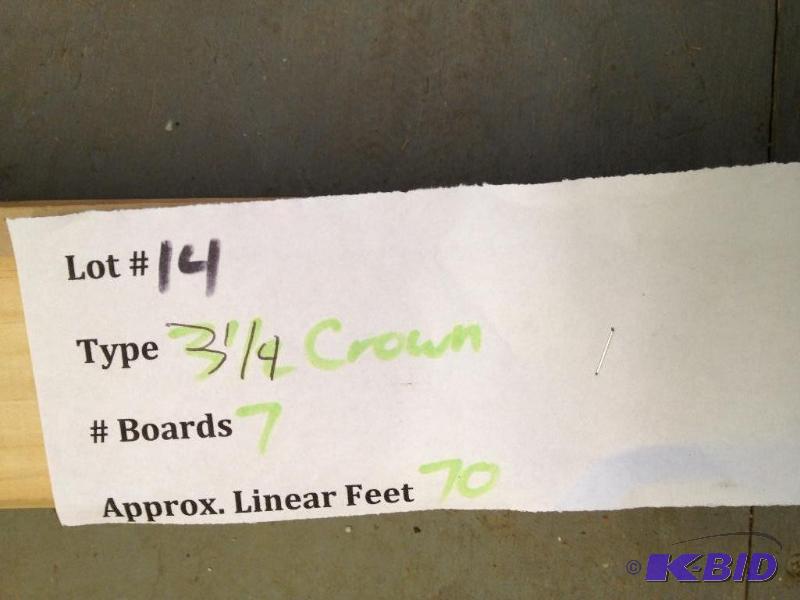 Lot # 14
Type 3 1/4 Crown
# Boards 7
Approx. Linear Feet 70
© K-BID